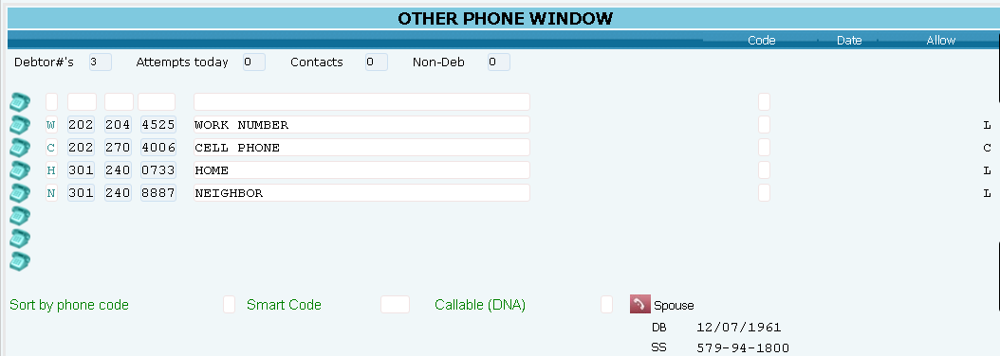 OTHER PHONE WINDOW
Code Date Allow
Debtor#'s 3 Attempts today 0 Contacts 0 Non-Deb 0
W 202 204 4525 WORK NUMBER L
C 202 270 4006 CELL PHONE C
H 301 240 0733 HOME L
N 301 240 8887 NEIGHBOR L
Sort by phone code Smart Code Callable (DNA) Spouse
DB 12/07/1961
SS 579-94-1800